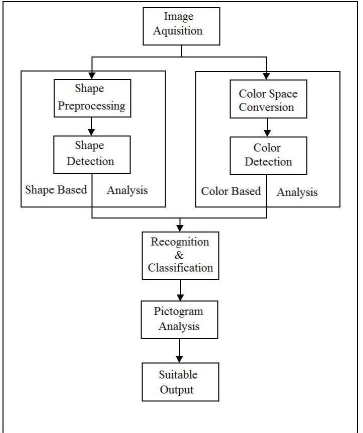 Image
Aquisition
Shape
Preprocessing
Shape
Detection
Shape Based Analysis
Color Space
Conversion
Color
Detection
Color Based Analysis
Recognition
&
Classification
Pictogram
Analysis
Suitable
Output